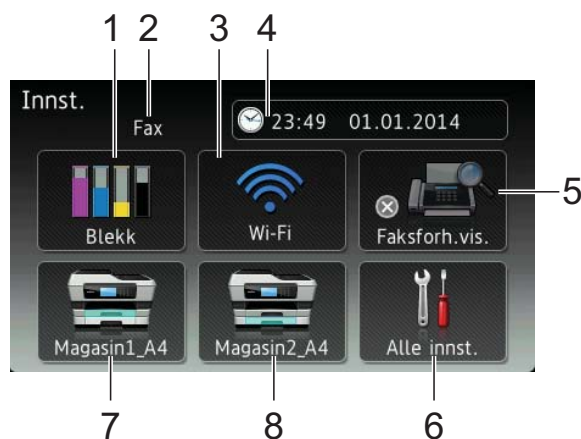 1 2 3 4
Innst.
Fax
23:49 01.01.2014
5
Blekk
Wi-Fi
Faksforh.vis.
Magasin1_A4
Magasin2_A4
Alle innst.
7 8 6